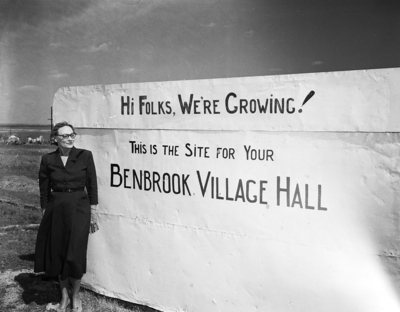 Hi Folks, We're Growing!
This is the Site for Your
Benbrook Village Hall